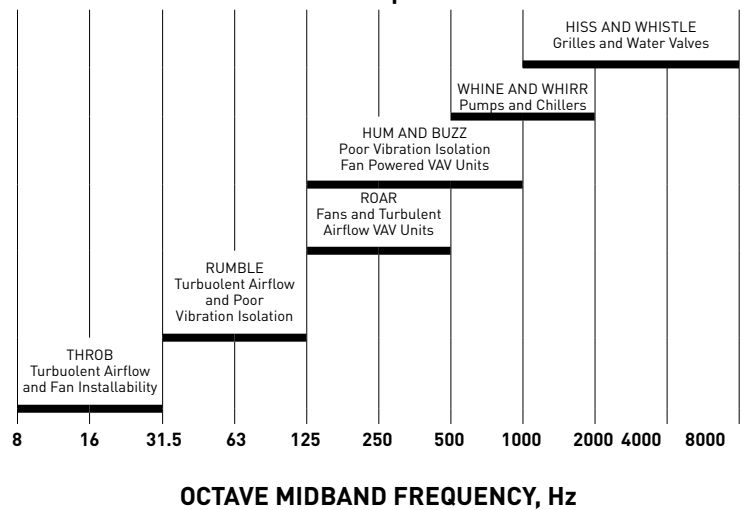 HISS AND WHISTLE
Grilles and Water Valves
WHINE AND WHIRR
Pumps and Chillers
HUM AND BUZZ
Poor Vibration Isolation
Fan Powered VAV Units
ROAR
Fans and Turbulent
Airflow VAV Units
RUMBLE
Turbuolent Airflow
and Poor
Vibration Isolation
THROB
Turbuolent Airflow
and Fan Installability
8 16 31.5 63 125 250 500 1000 2000 4000 8000
OCTAVE MIDBAND FREQUENCY, Hz